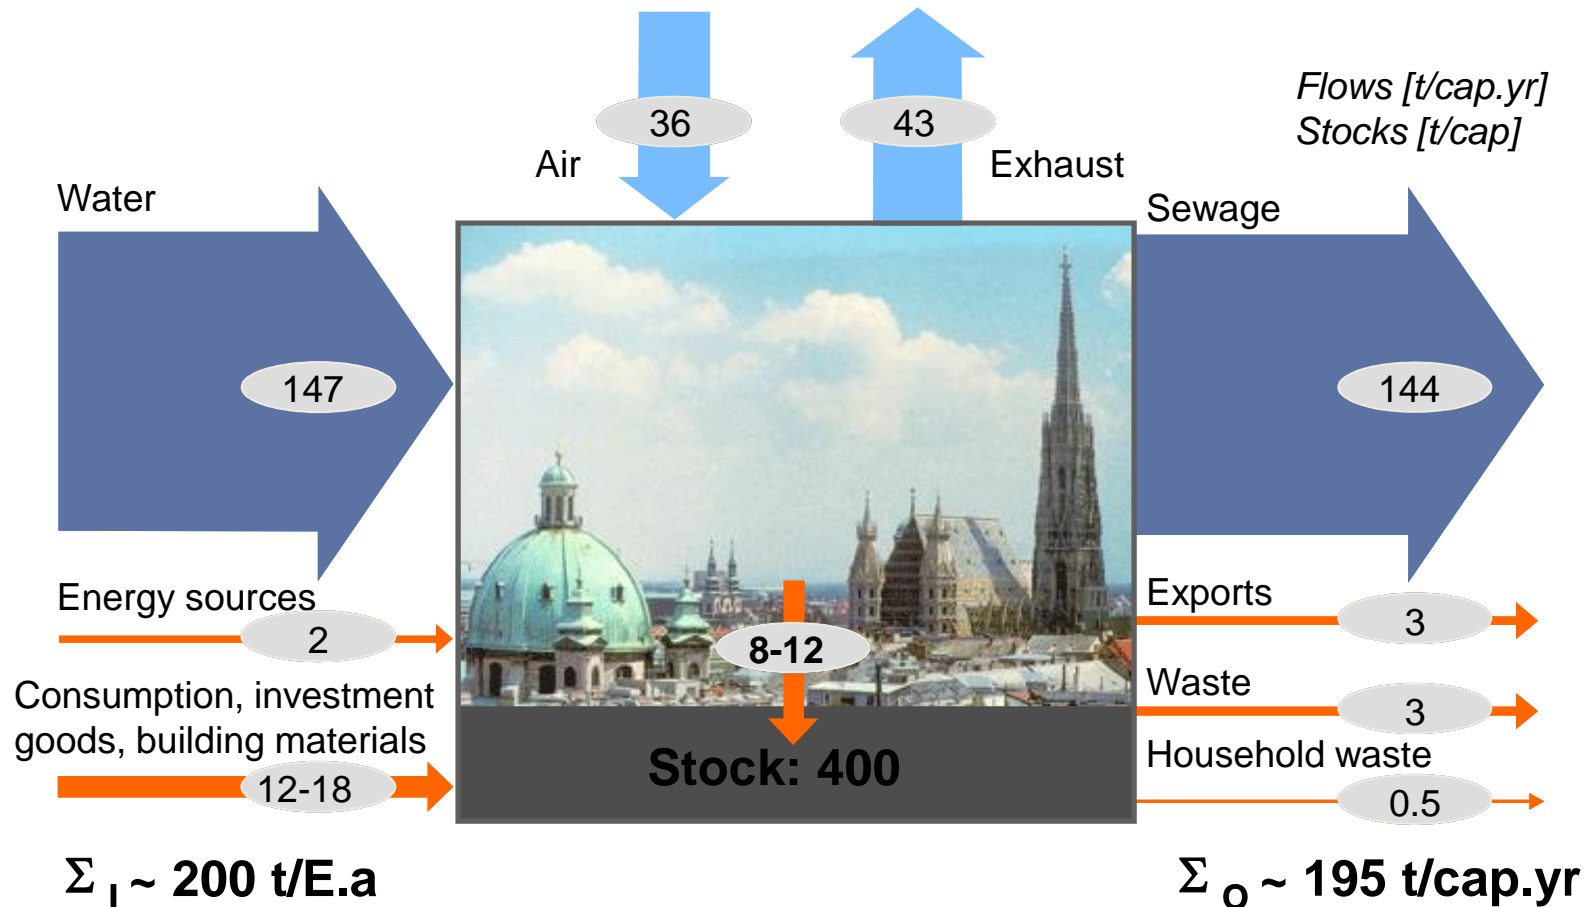 36
43
Flows [t/cap.yr]
Stocks [t/cap]
Air
Exhaust
Water
Sewage
147
144
Energy sources
2
Exports
3
8-12
Consumption, investment
goods, building materials
12-18
Waste
3
Stock: 400
Household waste
0.5
Σ I ~ 200 t/E.a
Σ O ~ 195 t/cap.yr